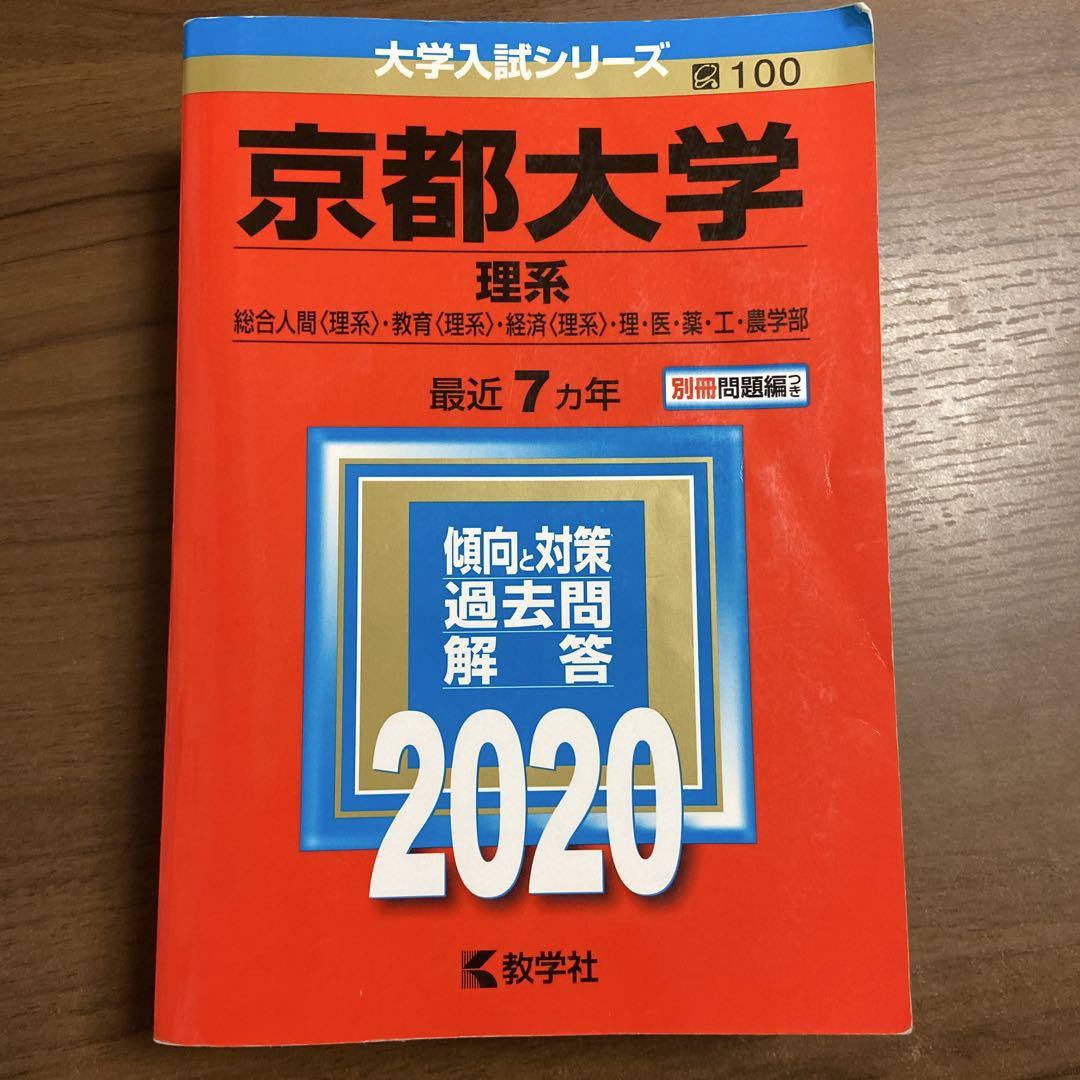 大学入試シリーズ
100
京都大学
理系
総合人間〈理系〉・教育〈理系〉・経済〈理系〉・理・医・薬・工・農学部
最近7カ年
別冊問題編つき
傾向と対策
過去問
解答
2020
教学社